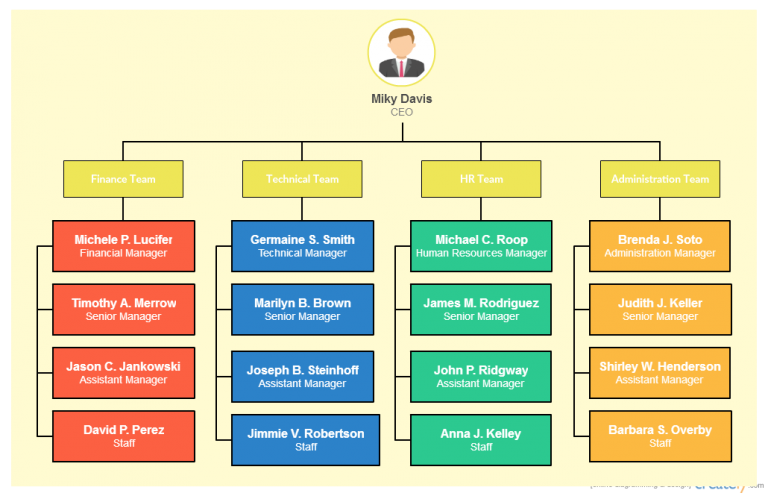 Miky Davis
CEO
Finance Team
Technical Team
HR Team
Administration Team
Michele P. Lucifer
Financial Manager
Germaine S. Smith
Technical Manager
Michael C. Roop
Human Resources Manager
Brenda J. Soto
Administration Manager
Timothy A. Merrow
Senior Manager
Marilyn B. Brown
Senior Manager
James M. Rodriguez
Senior Manager
Judith J. Keller
Senior Manager
Jason C. Jankowski
Assistant Manager
Joseph B. Steinhoff
Assistant Manager
John P. Ridgway
Assistant Manager
Shirley W. Henderson
Assistant Manager
David P. Perez
Staff
Jimmie V. Robertson
Staff
Anna J. Kelley
Staff
Barbara S. Overby
Staff